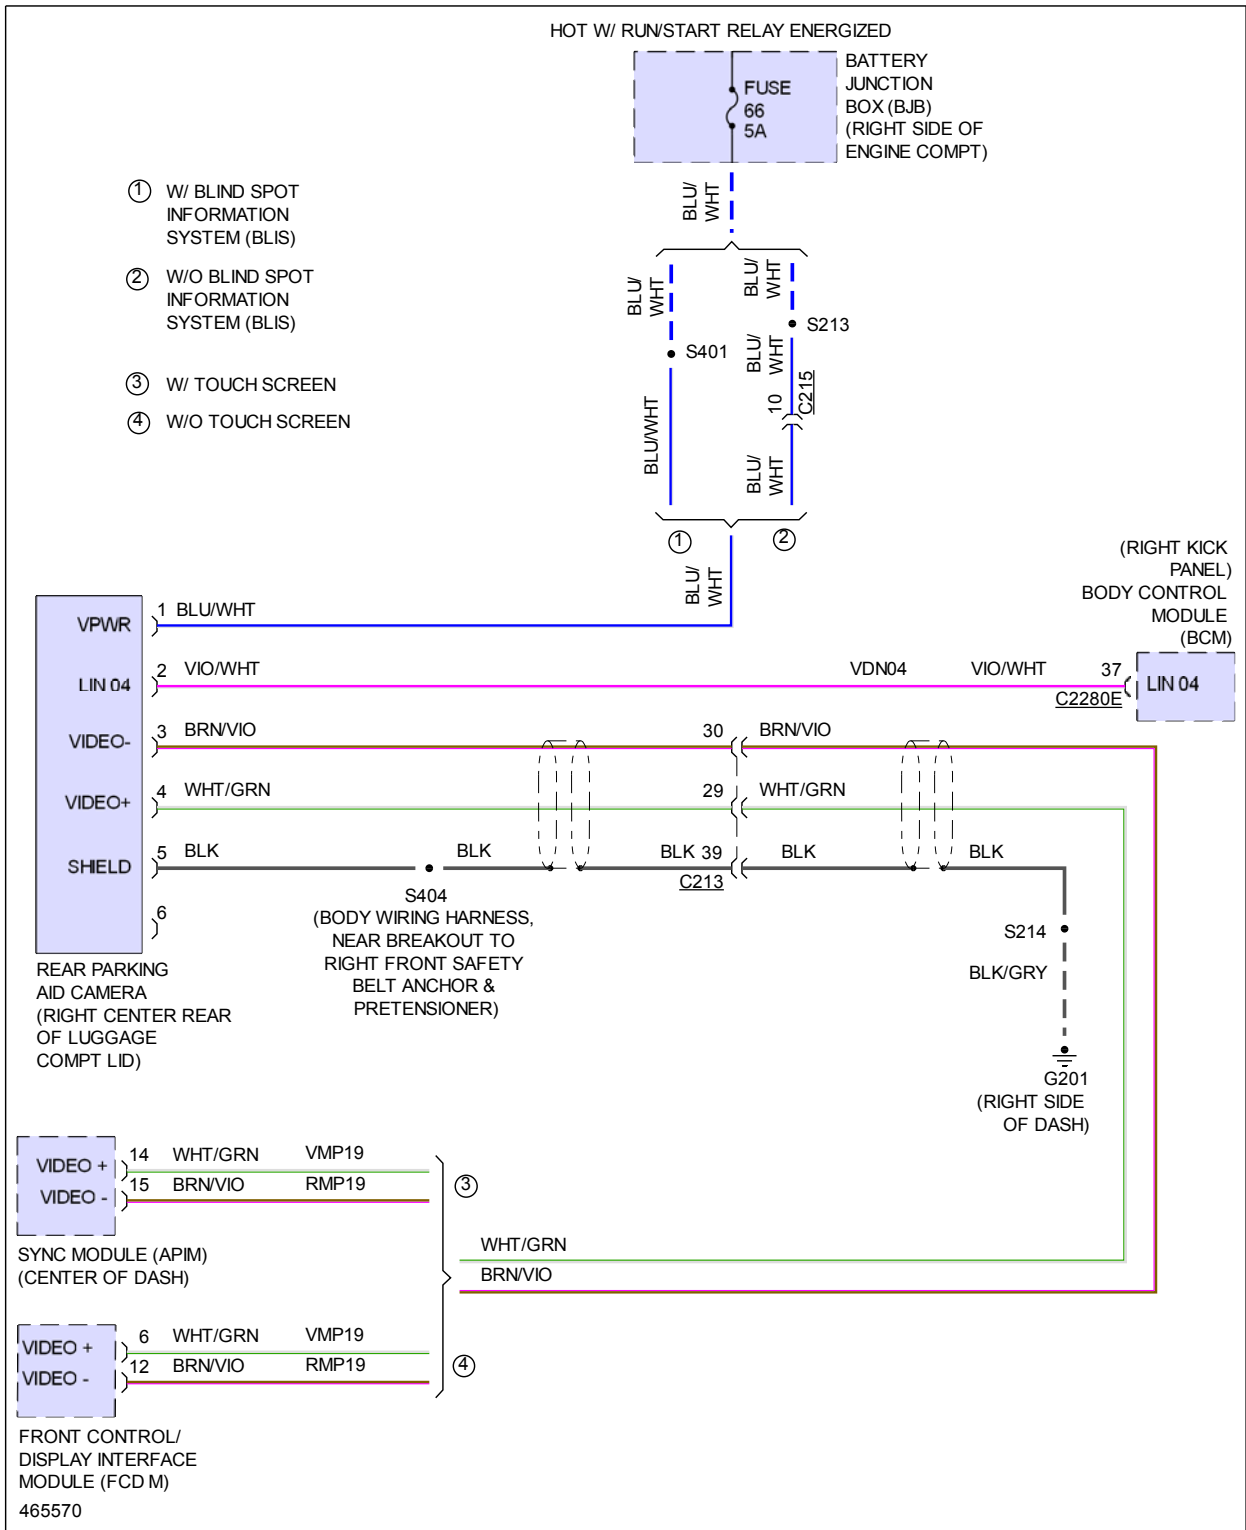 HOT W/ RUN/START RELAY ENERGIZED
FUSE
66
5A
BATTERY
JUNCTION
BOX (BJB)
(RIGHT SIDE OF
ENGINE COMPT)
1 W/ BLIND SPOT
INFORMATION
SYSTEM (BLIS)
2 W/O BLIND SPOT
INFORMATION
SYSTEM (BLIS)
3 W/ TOUCH SCREEN
4 W/O TOUCH SCREEN
BLU/
WHT
BLU/
WHT
BLU/
WHT
S401
S213
BLU/
WHT
10
C215
BLU/WHT
BLU/
WHT
1
2
BLU/
WHT
(RIGHT KICK
PANEL)
BODY CONTROL
MODULE
(BCM)
VPWR 1 BLU/WHT
LIN 04 2 VIO/WHT VDN04 VIO/WHT 37 LIN 04
C2280E
VIDEO- 3 BRN/VIO 30 BRN/VIO
VIDEO+ 4 WHT/GRN 29 WHT/GRN
SHIELD 5 BLK BLK BLK 39 BLK BLK
C213
6
S404
(BODY WIRING HARNESS,
NEAR BREAKOUT TO
RIGHT FRONT SAFETY
BELT ANCHOR &
PRETENSIONER)
S214
BLK/GRY
G201
(RIGHT SIDE
OF DASH)
REAR PARKING
AID CAMERA
(RIGHT CENTER REAR
OF LUGGAGE
COMPT LID)
VIDEO + 14 WHT/GRN VMP19
VIDEO - 15 BRN/VIO RMP19
3
SYNC MODULE (APIM)
(CENTER OF DASH)
WHT/GRN
BRN/VIO
VIDEO + 6 WHT/GRN VMP19
VIDEO - 12 BRN/VIO RMP19
4
FRONT CONTROL/
DISPLAY INTERFACE
MODULE (FCD M)
465570